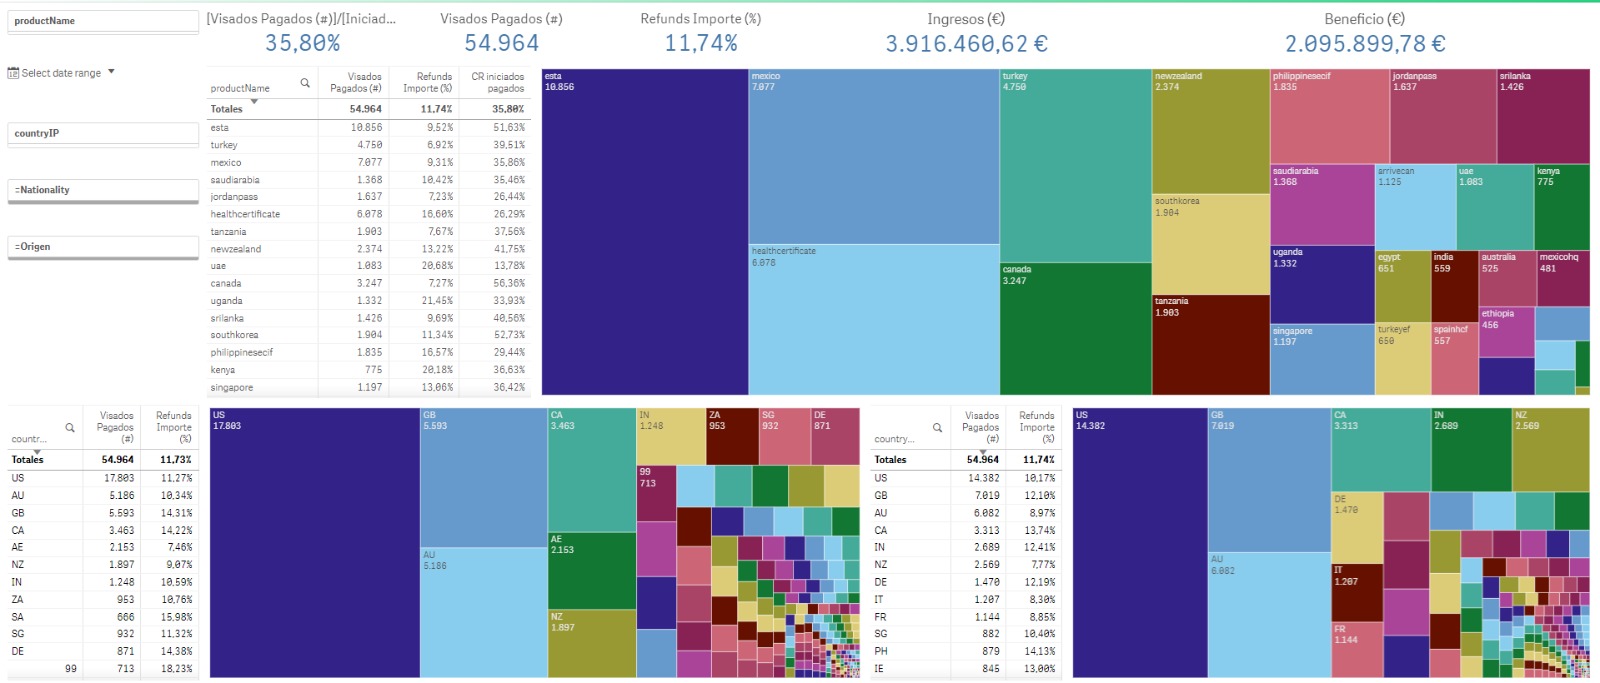 productName
Select date range
countryIP
=Nationality
=Origen
[Visados Pagados (#)]/[Iniciad...
35,80%
Visados Pagados (#)
54.964
Refunds Importe (%)
11,74%
Ingresos (€)
3.916.460,62 €
Beneficio (€)
2.095.899,78 €
productName Visados Pagados (#) Refunds Importe (%) CR iniciados pagados
Totales 54.964 11,74% 35,80%
esta 10.856 9,52% 51,63%
turkey 4.750 6,92% 39,51%
mexico 7.077 9,31% 35,86%
saudiarabia 1.368 10,42% 35,46%
jordanpass 1.637 7,23% 26,44%
healthcertificate 6.078 16,60% 26,29%
tanzania 1.903 7,67% 37,56%
newzealand 2.374 13,22% 41,75%
uae 1.083 20,68% 13,78%
canada 3.247 7,27% 56,36%
uganda 1.332 21,45% 33,93%
srilanka 1.426 9,69% 40,56%
southkorea 1.904 11,34% 52,73%
philippinesecif 1.835 16,57% 29,44%
kenya 775 20,18% 36,63%
singapore 1.197 13,06% 36,42%
esta
10.856
mexico
7.077
healthcertificate
6.078
turkey
4.750
canada
3.247
newzealand
2.374
southkorea
1.904
tanzania
1.903
philippinesecif
1.835
jordanpass
1.637
srilanka
1.426
saudiarabia
1.368
uganda
1.332
singapore
1.197
arrivecan
1.125
uae
1.083
kenya
775
egypt
651
turkeyef
650
india
559
spainhcf
557
australia
525
mexicohq
481
ethiopia
456
countr... Visados Pagados (#) Refunds Importe (%)
Totales 54.964 11,73%
US 17.803 11,27%
AU 5.186 10,34%
GB 5.593 14,31%
CA 3.463 14,22%
AE 2.153 7,46%
NZ 1.897 9,07%
IN 1.248 10,59%
ZA 953 10,76%
SA 666 15,98%
SG 932 11,32%
DE 871 14,38%
99 713 18,23%
US
17.803
GB
5.593
AU
5.186
CA
3.463
AE
2.153
NZ
1.897
IN
1.248
ZA
953
SG
932
DE
871
99
713
country... Visados Pagados (#) Refunds Importe (%)
Totales 54.964 11,74%
US 14.382 10,17%
GB 7.019 12,10%
AU 6.082 8,97%
CA 3.313 13,74%
IN 2.689 12,41%
NZ 2.569 7,77%
DE 1.470 12,19%
IT 1.207 8,30%
FR 1.144 8,85%
SG 882 10,40%
PH 879 14,13%
IE 845 13,00%
US
14.382
GB
7.019
AU
6.082
CA
3.313
IN
2.689
NZ
2.569
DE
1.470
IT
1.207
FR
1.144